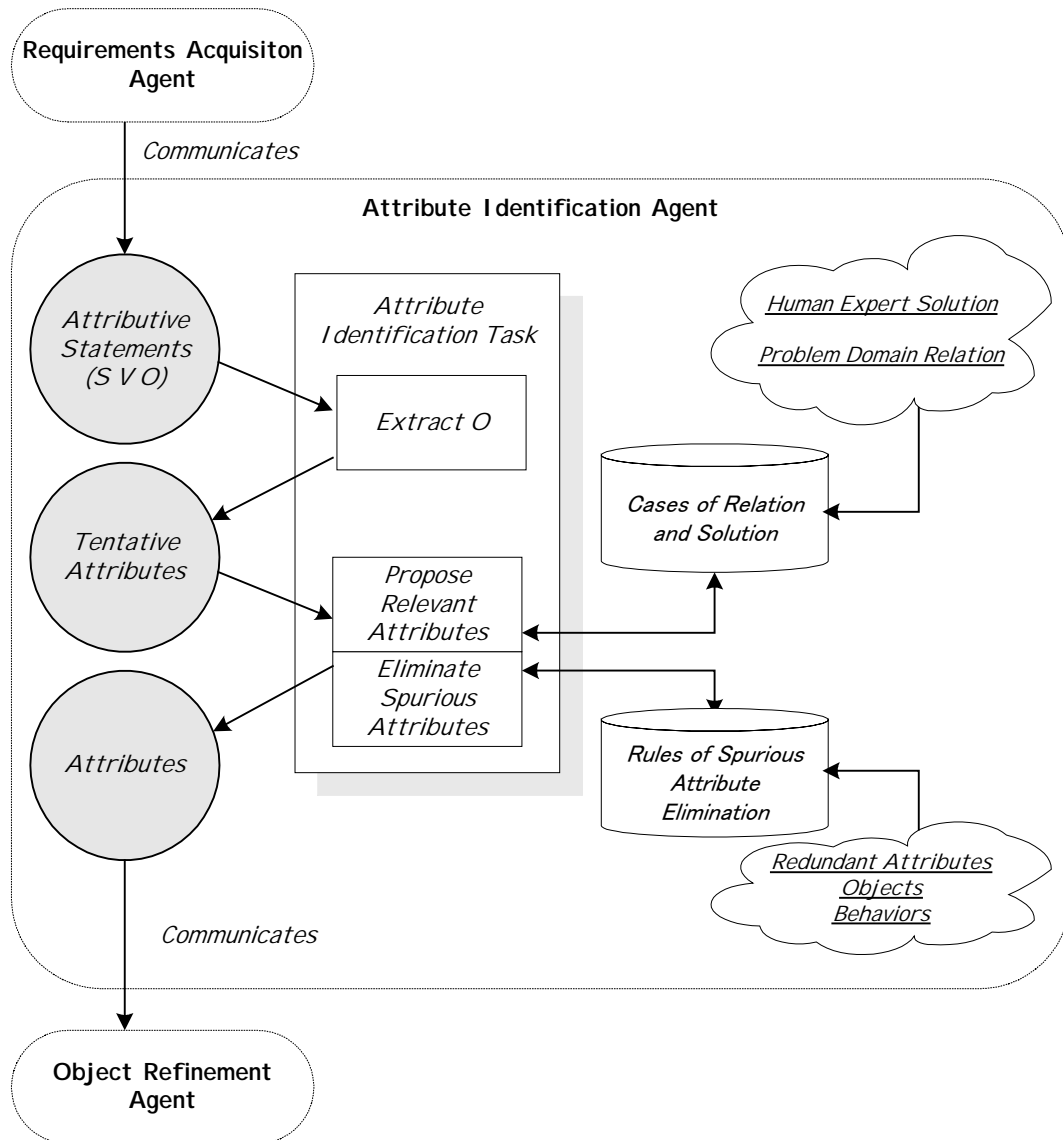 Requirements Acquisiton
Agent
Communicates
Attribute Identification Agent
Attributive
Statements
(S V O)
Attribute
Identification Task
Extract O
Human Expert Solution
Problem Domain Relation
Cases of Relation
and Solution
Tentative
Attributes
Propose
Relevant
Attributes
Eliminate
Spurious
Attributes
Attributes
Rules of Spurious
Attribute
Elimination
Redundant Attributes
Objects
Behaviors
Communicates
Object Refinement
Agent